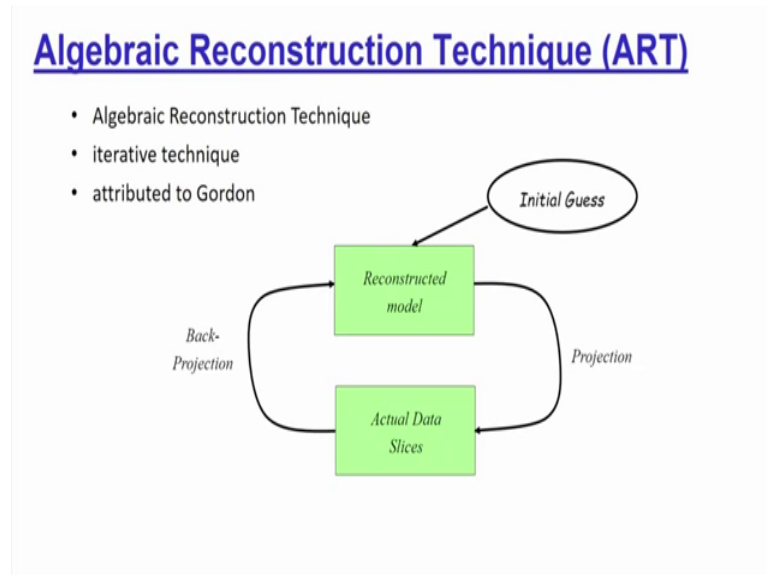 Algebraic Reconstruction Technique (ART)
• Algebraic Reconstruction Technique
• iterative technique
• attributed to Gordon
Initial Guess
Reconstructed
model
Back-
Projection
Projection
Actual Data
Slices